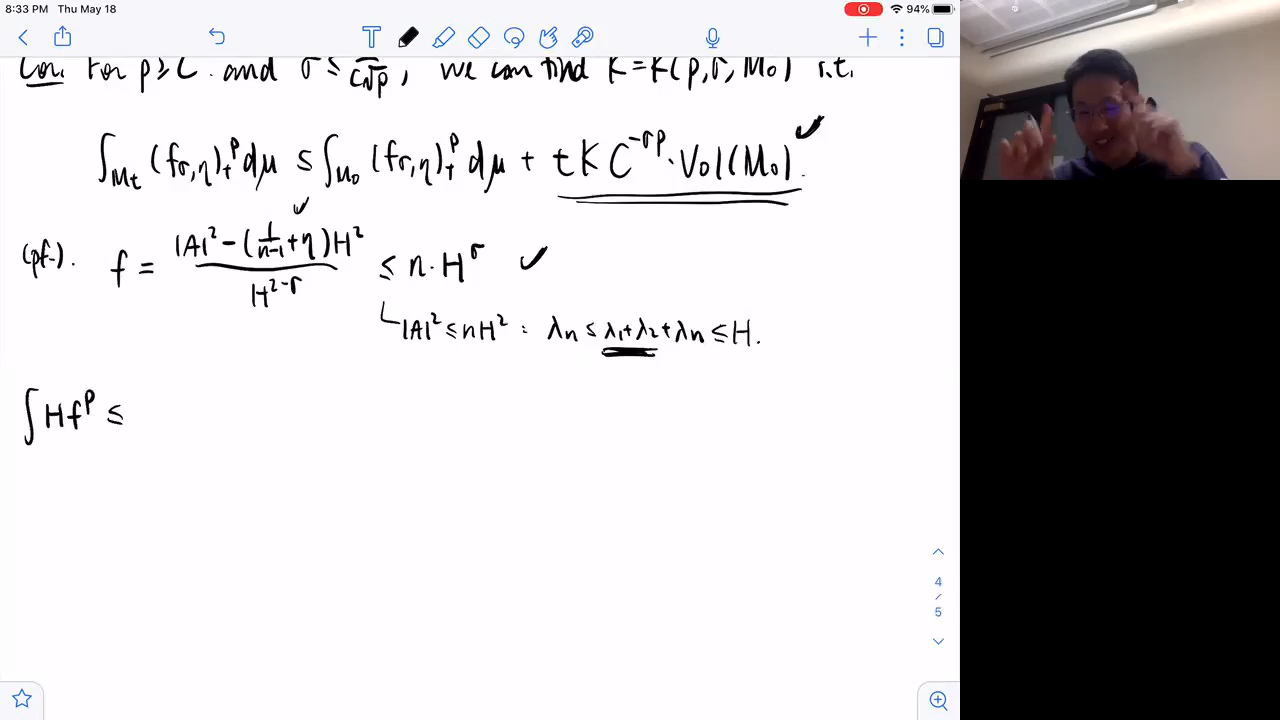 8:33 PM Thu May 18 94%
Cor. For p ≥ C and σ ≤ 1/(C√p), we can find K = K(p, σ, M₀) s.t.
∫_{M_t} (f_{σ,η})₊^p dμ ≤ ∫_{M₀} (f_{σ,η})₊^p dμ + t K C^{-σp} · Vol(M₀). ✓
(pf.) f = (|A|² − (1/(n−1) + η)H²) / H^{2−σ} ≤ n · H^σ ✓
|A|² ≤ nH² : λn ≤ λ₁+λ₂+λn ≤ H.
∫ H f^p ≤
4
/
5